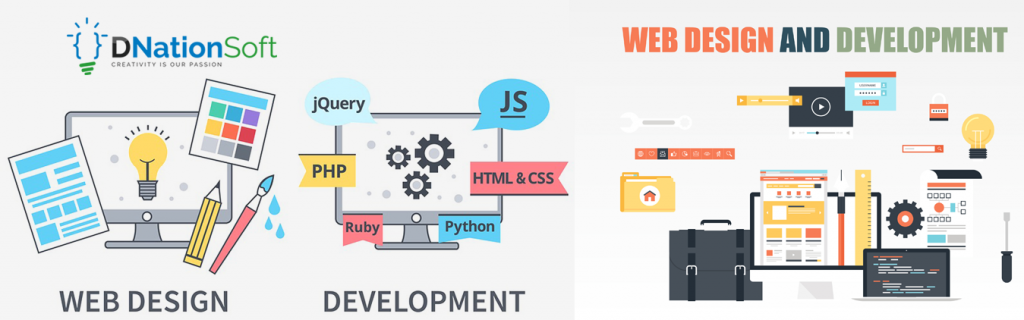 DNationSoft
CREATIVITY IS OUR PASSION
jQuery
JS
PHP
HTML & CSS
Ruby
Python
WEB DESIGN
DEVELOPMENT
WEB DESIGN AND DEVELOPMENT